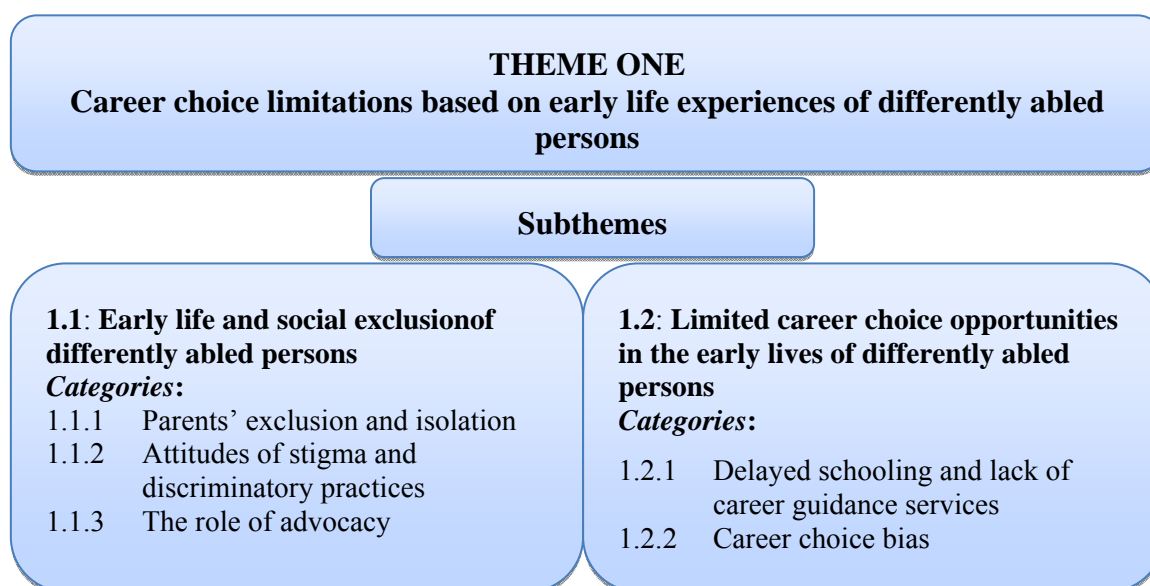 THEME ONE
Career choice limitations based on early life experiences of differently abled
persons
Subthemes
1.1: Early life and social exclusionof
differently abled persons
Categories:
1.1.1 Parents’ exclusion and isolation
1.1.2 Attitudes of stigma and
discriminatory practices
1.1.3 The role of advocacy
1.2: Limited career choice opportunities
in the early lives of differently abled
persons
Categories:
1.2.1 Delayed schooling and lack of
career guidance services
1.2.2 Career choice bias